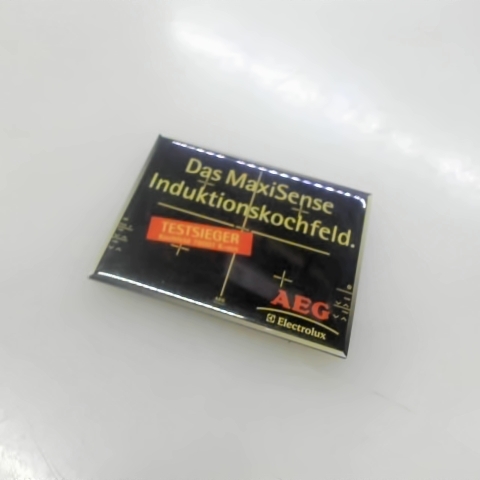 Das MaxiSense
Induktionskochfeld.
TESTSIEGER
AEG
Electrolux